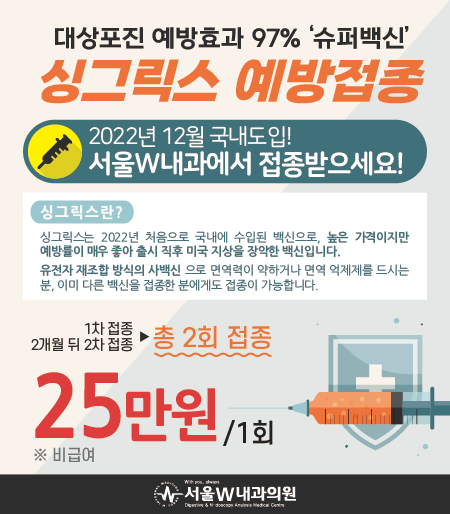 대상포진 예방효과 97% ‘슈퍼백신’
싱그릭스 예방접종
2022년 12월 국내도입!
서울W내과에서 접종받으세요!
싱그릭스란?
싱그릭스는 2022년 처음으로 국내에 수입된 백신으로, 높은 가격이지만
예방률이 매우 좋아 출시 직후 미국 지상을 장악한 백신입니다.
유전자 재조합 방식의 사백신 으로 면역력이 약하거나 면역 억제제를 드시는
분, 이미 다른 백신을 접종한 분에게도 접종이 가능합니다.
1차 접종
2개월 뒤 2차 접종 ▶ 총 2회 접종
25만원/1회
※ 비급여
With you, always
서울W내과의원
Digestive & Endoscopy Analysis Medical Centre